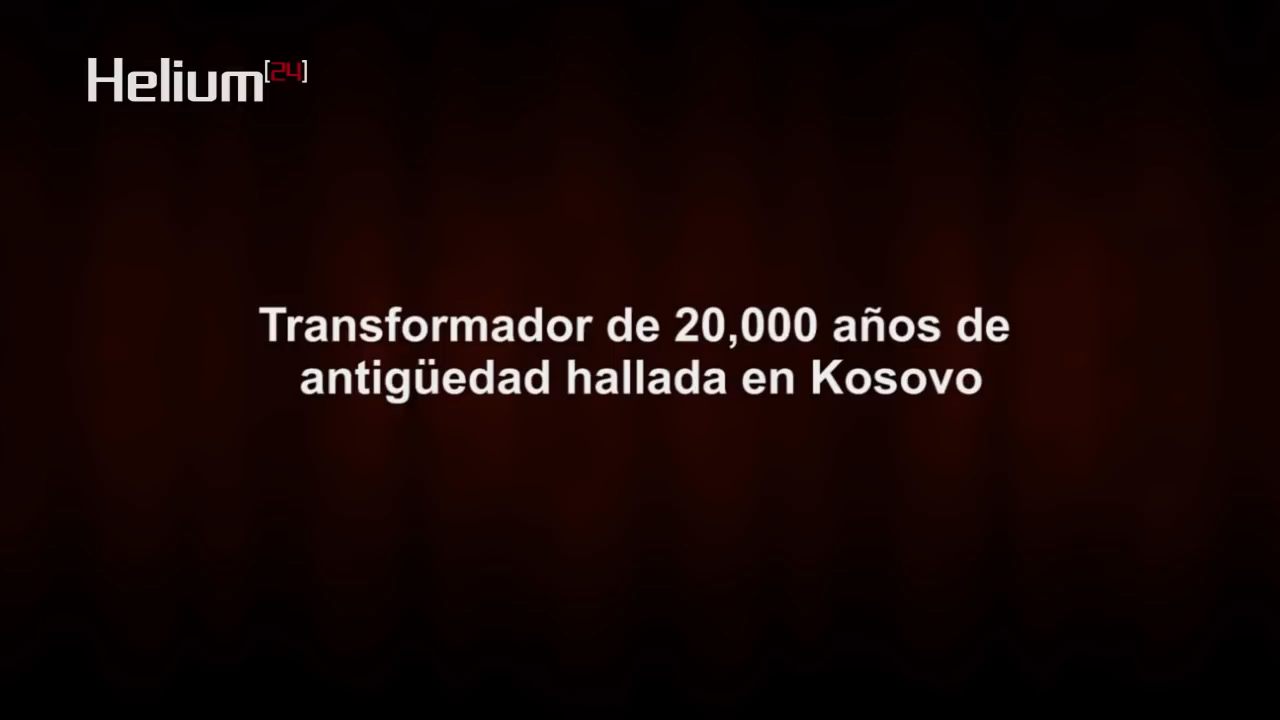 Helium[24]
Transformador de 20,000 años de
antigüedad hallada en Kosovo